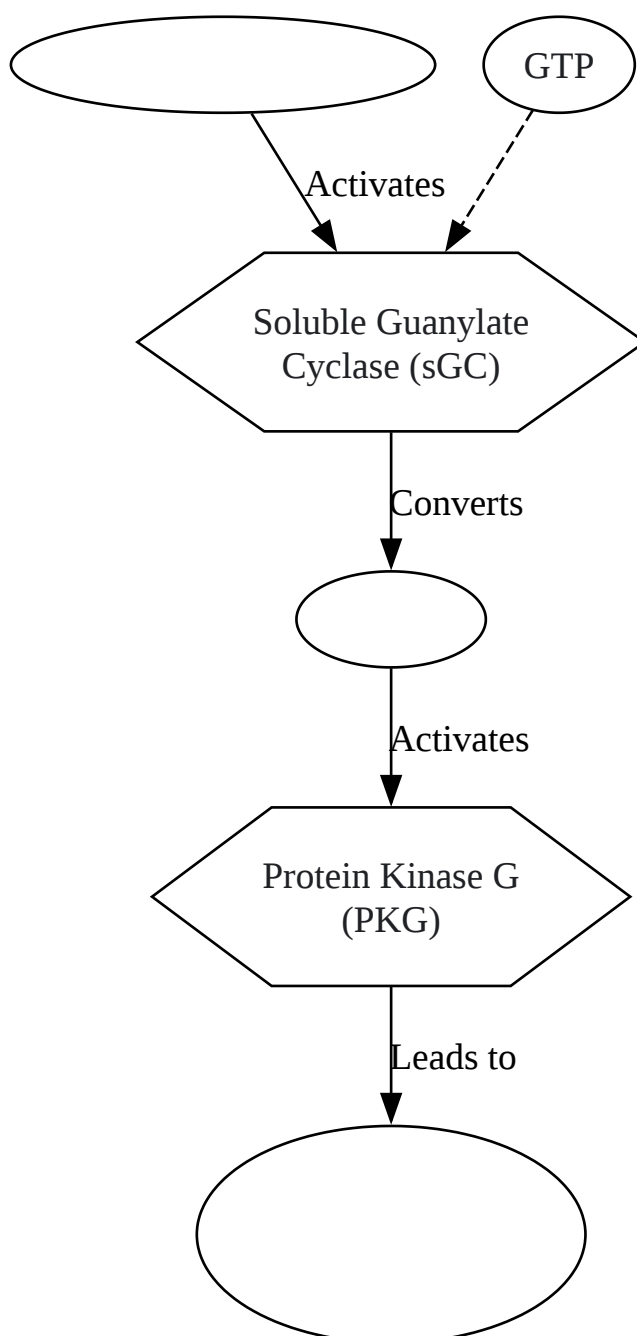 GTP
Activates
Soluble Guanylate
Cyclase (sGC)
Converts
Activates
Protein Kinase G
(PKG)
Leads to